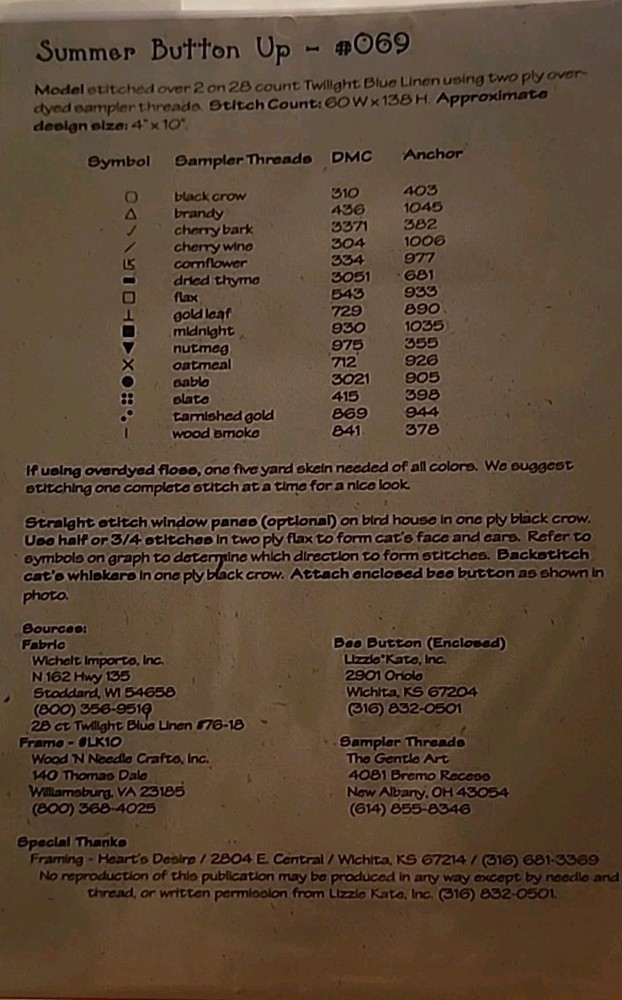 Summer Button Up - #069
Model stitched over 2 on 28 count Twilight Blue Linen using two ply over-
dyed sampler threads. Stitch Count: 60 W x 138 H. Approximate
design size: 4" x 10".
Symbol Sampler Threads DMC Anchor
black crow 310 403
brandy 436 1045
cherry bark 3371 382
cherry wine 304 1006
cornflower 334 977
dried thyme 3051 681
flax 543 933
gold leaf 729 890
midnight 930 1035
nutmeg 975 355
oatmeal 712 926
sable 3021 905
slate 415 398
tarnished gold 869 944
wood smoke 841 378
If using overdyed floss, one five yard skein needed of all colors. We suggest
stitching one complete stitch at a time for a nice look.
Straight stitch window panes (optional) on bird house in one ply black crow.
Use half or 3/4 stitches in two ply flax to form cat's face and ears. Refer to
symbols on graph to determine which direction to form stitches. Backstitch
cat's whiskers in one ply black crow. Attach enclosed bee button as shown in
photo.
Sources:
Fabric
Wichelt Imports, Inc.
N 162 Hwy 135
Stoddard, WI 54658
(800) 356-9516
28 ct Twilight Blue Linen #76-18
Frame - #LK10
Wood 'N Needle Crafts, Inc.
140 Thomas Dale
Williamsburg, VA 23185
(800) 368-4025
Bee Button (Enclosed)
Lizzie*Kate, Inc.
2901 Oriole
Wichita, KS 67204
(316) 832-0501
Sampler Threads
The Gentle Art
4081 Bremo Recess
New Albany, OH 43054
(614) 855-8346
Special Thanks
Framing - Heart's Desire / 2804 E. Central / Wichita, KS 67214 / (316) 681-3369
No reproduction of this publication may be produced in any way except by needle and
thread, or written permission from Lizzie Kate, Inc. (316) 832-0501.